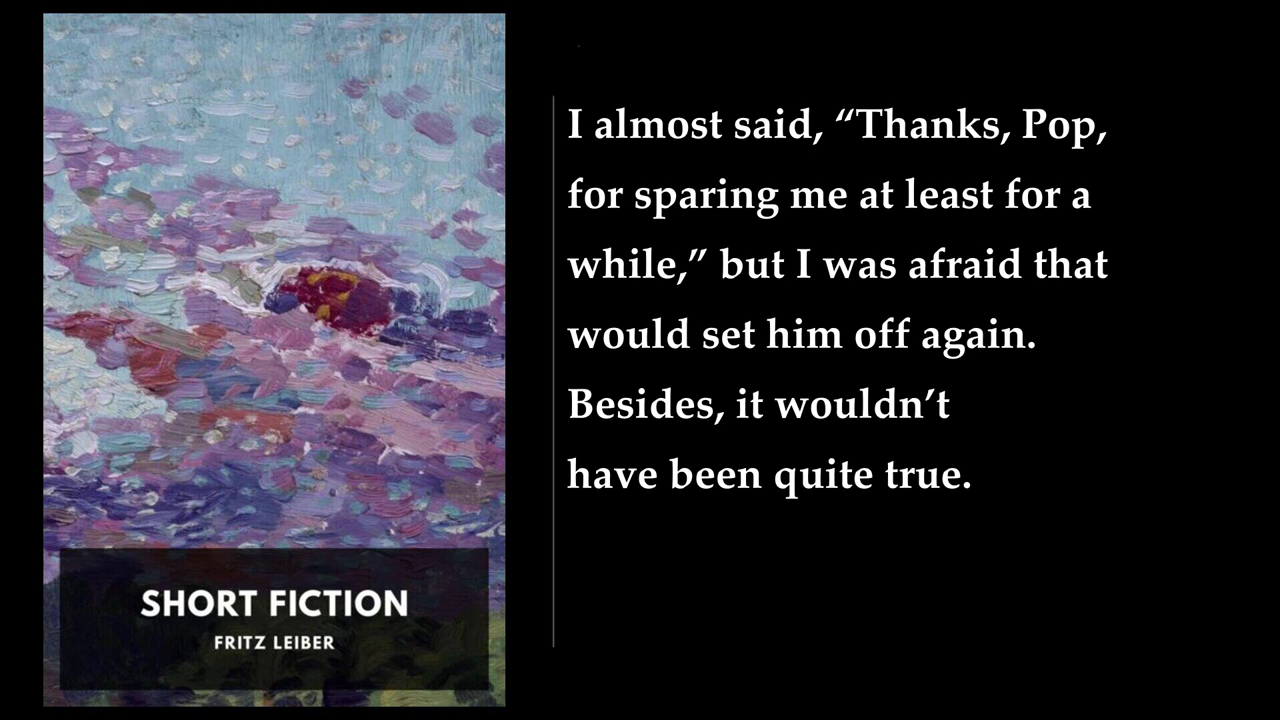 I almost said, “Thanks, Pop,
for sparing me at least for a
while,” but I was afraid that
would set him off again.
Besides, it wouldn’t
have been quite true.
SHORT FICTION
FRITZ LEIBER